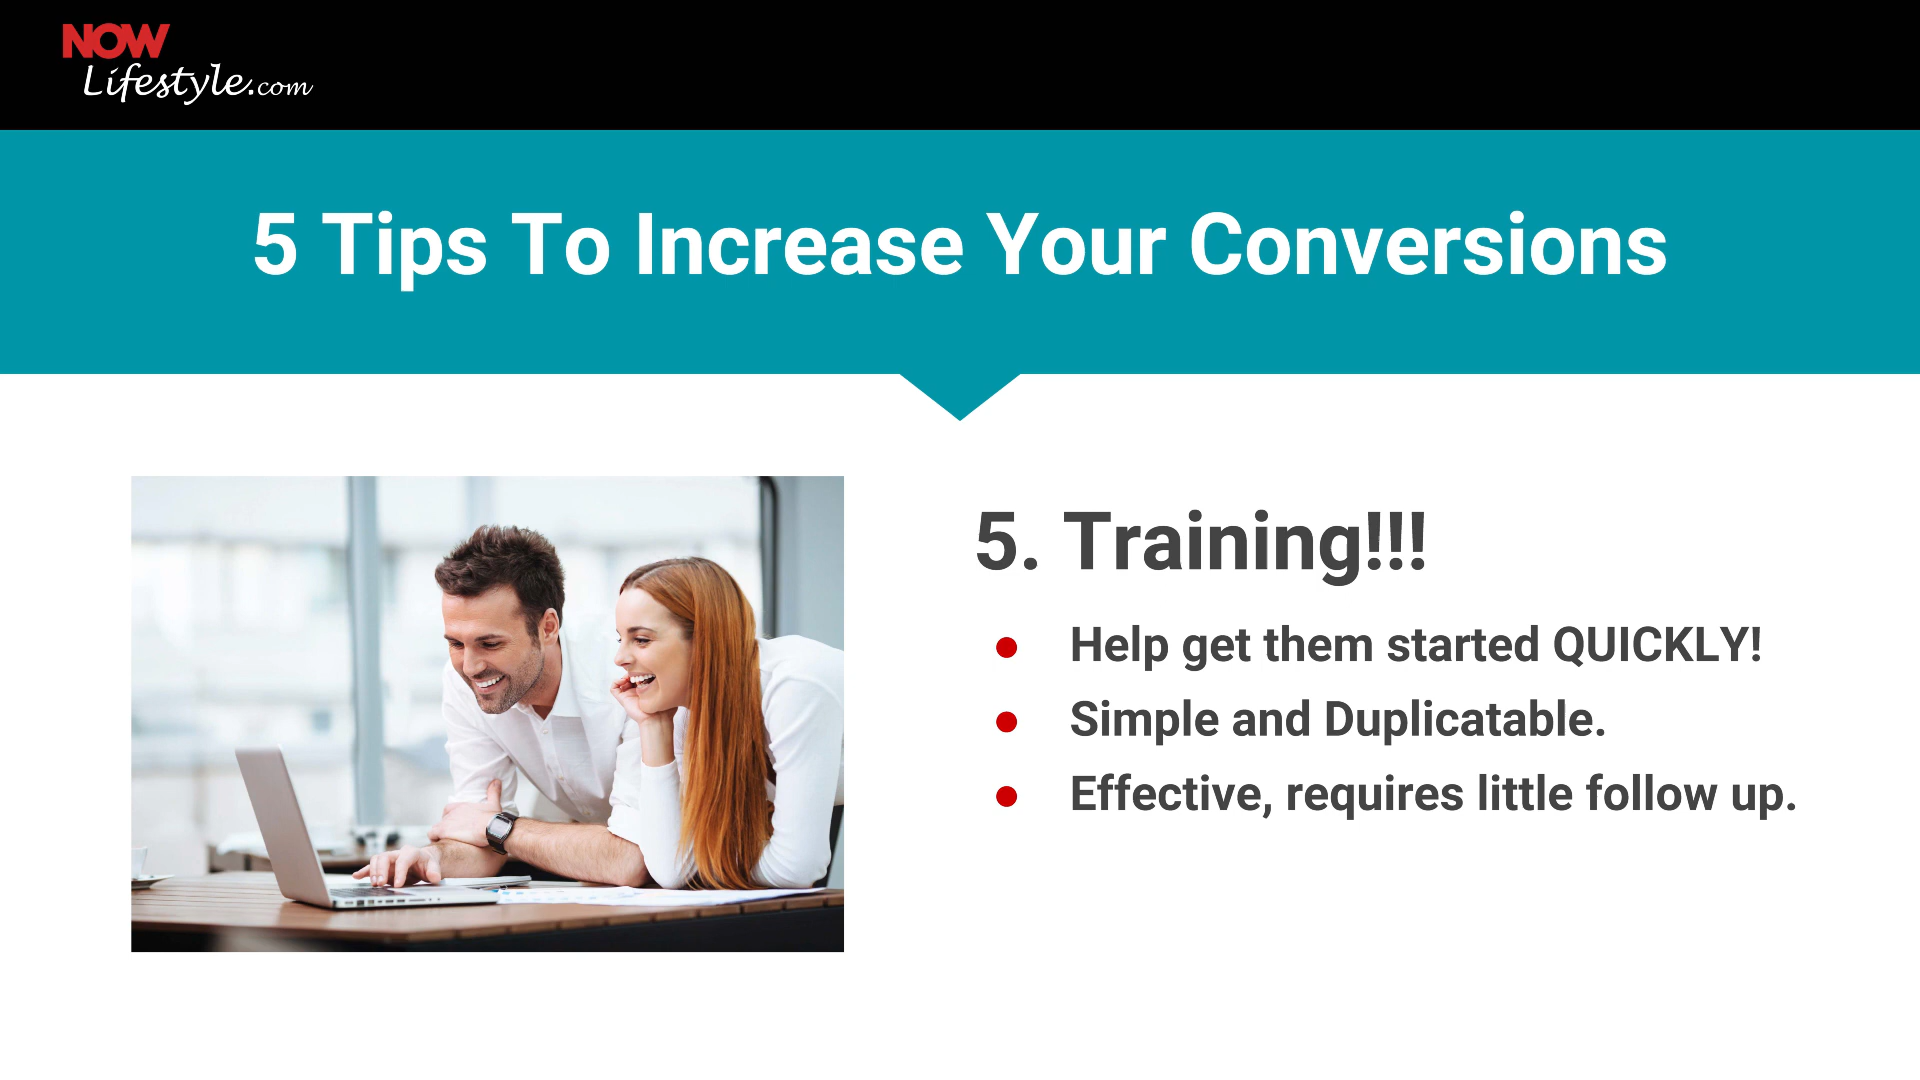 NOW
Lifestyle.com
5 Tips To Increase Your Conversions
5. Training!!!
● Help get them started QUICKLY!
● Simple and Duplicatable.
● Effective, requires little follow up.